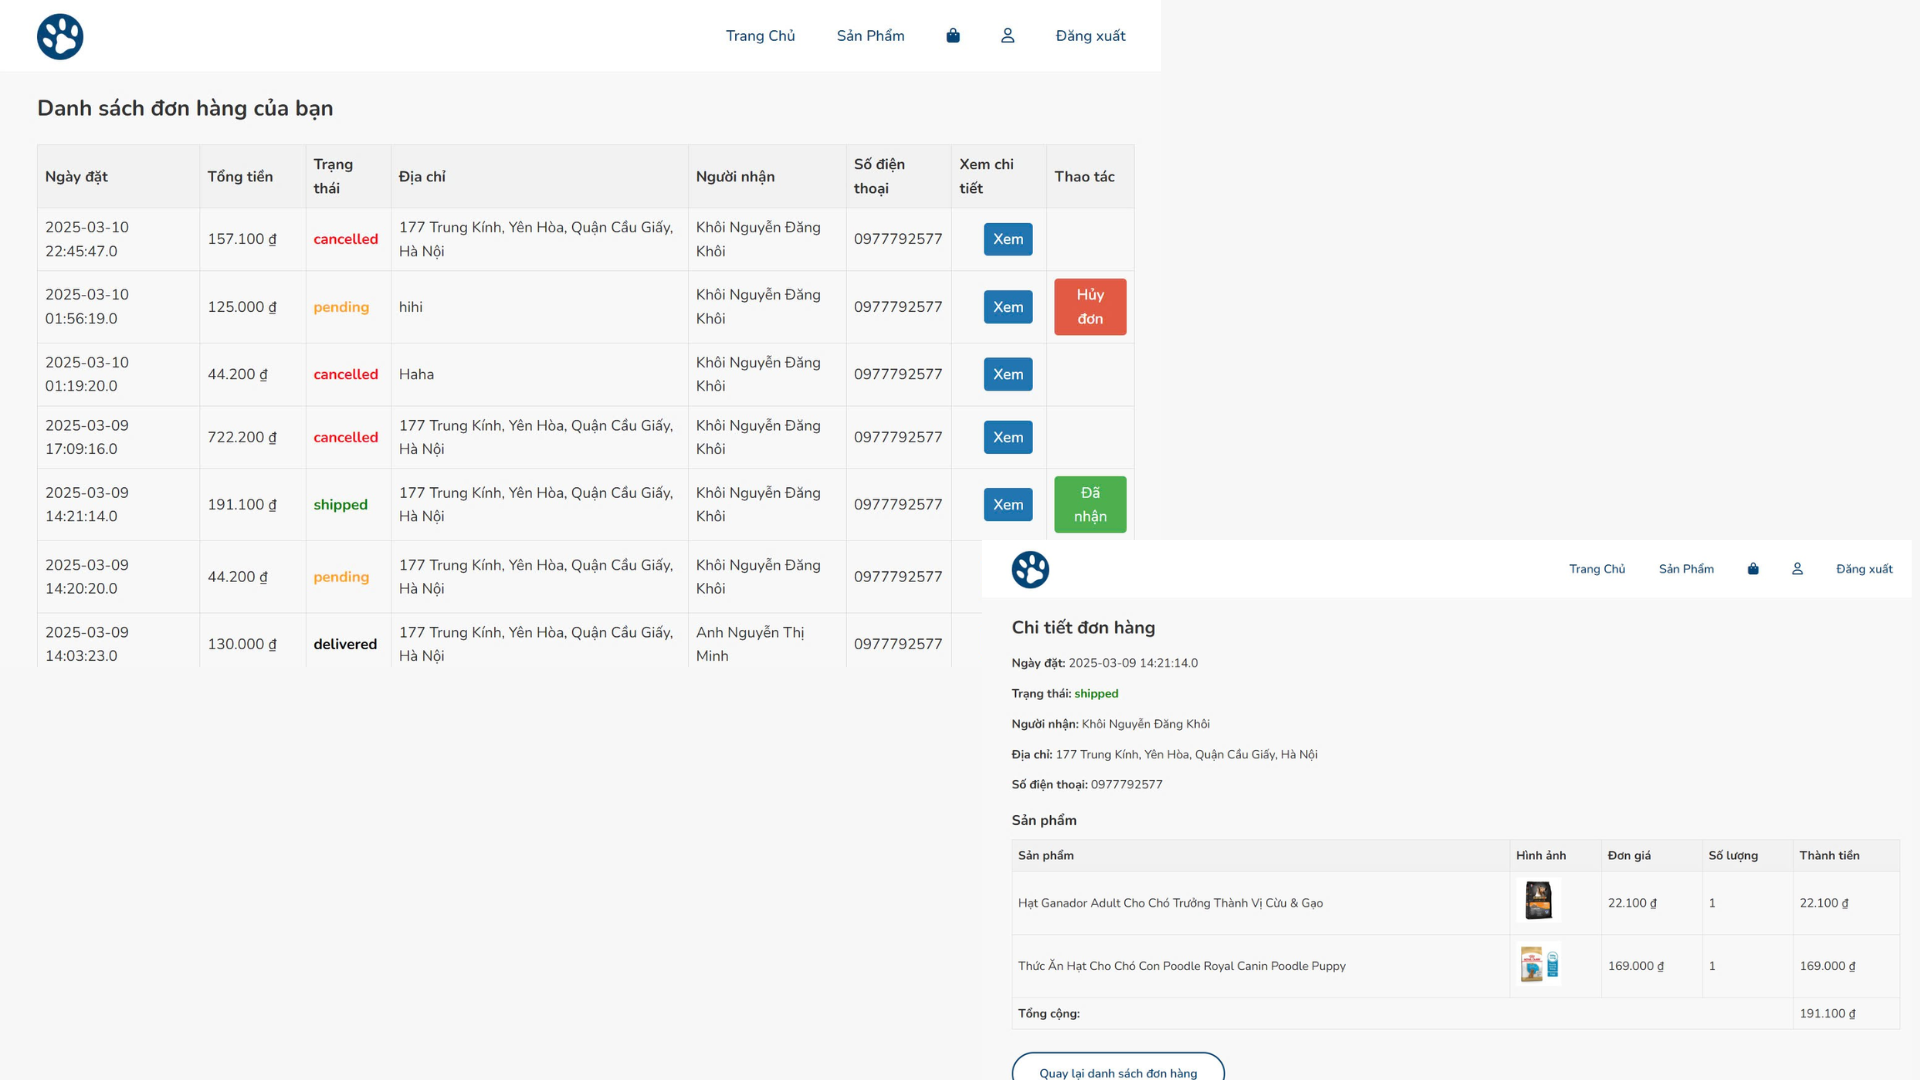 Trang Chủ Sản Phẩm Đăng xuất
Danh sách đơn hàng của bạn
Ngày đặt Tổng tiền Trạng thái Địa chỉ Người nhận Số điện thoại Xem chi tiết Thao tác
2025-03-10 22:45:47.0 157.100 ₫ cancelled 177 Trung Kính, Yên Hòa, Quận Cầu Giấy, Hà Nội Khôi Nguyễn Đăng Khôi 0977792577 Xem
2025-03-10 01:56:19.0 125.000 ₫ pending hihi Khôi Nguyễn Đăng Khôi 0977792577 Xem Hủy đơn
2025-03-10 01:19:20.0 44.200 ₫ cancelled Haha Khôi Nguyễn Đăng Khôi 0977792577 Xem
2025-03-09 17:09:16.0 722.200 ₫ cancelled 177 Trung Kính, Yên Hòa, Quận Cầu Giấy, Hà Nội Khôi Nguyễn Đăng Khôi 0977792577 Xem
2025-03-09 14:21:14.0 191.100 ₫ shipped 177 Trung Kính, Yên Hòa, Quận Cầu Giấy, Hà Nội Khôi Nguyễn Đăng Khôi 0977792577 Xem Đã nhận
2025-03-09 14:20:20.0 44.200 ₫ pending 177 Trung Kính, Yên Hòa, Quận Cầu Giấy, Hà Nội Khôi Nguyễn Đăng Khôi 0977792577
2025-03-09 14:03:23.0 130.000 ₫ delivered 177 Trung Kính, Yên Hòa, Quận Cầu Giấy, Hà Nội Anh Nguyễn Thị Minh 0977792577
Trang Chủ Sản Phẩm Đăng xuất
Chi tiết đơn hàng
Ngày đặt: 2025-03-09 14:21:14.0
Trạng thái: shipped
Người nhận: Khôi Nguyễn Đăng Khôi
Địa chỉ: 177 Trung Kính, Yên Hòa, Quận Cầu Giấy, Hà Nội
Số điện thoại: 0977792577
Sản phẩm
Sản phẩm Hình ảnh Đơn giá Số lượng Thành tiền
Hạt Ganador Adult Cho Chó Trưởng Thành Vị Cừu & Gạo 22.100 ₫ 1 22.100 ₫
Thức Ăn Hạt Cho Chó Con Poodle Royal Canin Poodle Puppy 169.000 ₫ 1 169.000 ₫
Tổng cộng: 191.100 ₫
Quay lại danh sách đơn hàng